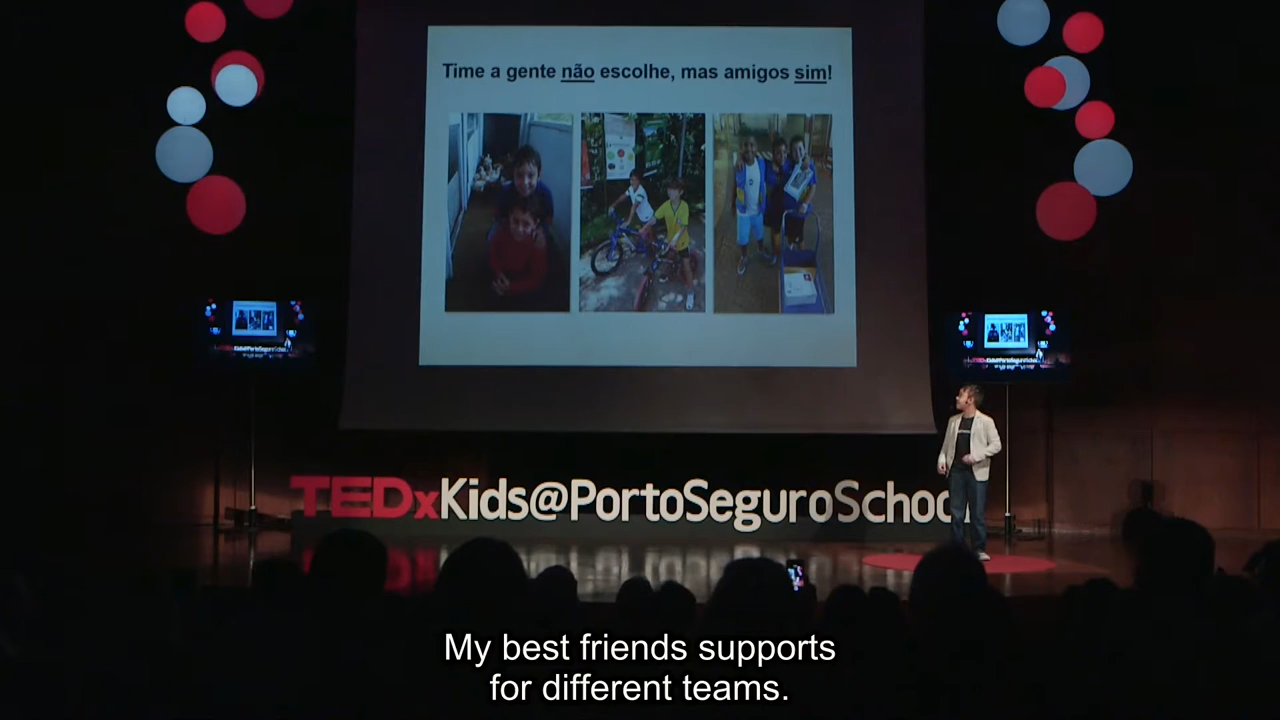 Time a gente não escolhe, mas amigos sim!
TEDxKids@PortoSeguroSchoo
My best friends supports
for different teams.